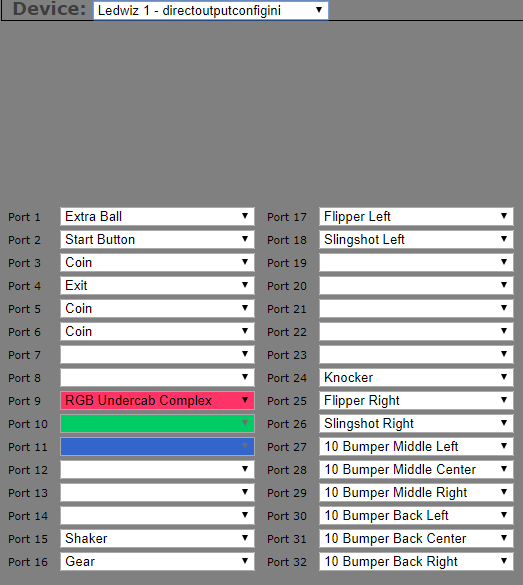 Device: Ledwiz 1 - directoutputconfigini
Port 1 Extra Ball
Port 2 Start Button
Port 3 Coin
Port 4 Exit
Port 5 Coin
Port 6 Coin
Port 7
Port 8
Port 9 RGB Undercab Complex
Port 10
Port 11
Port 12
Port 13
Port 14
Port 15 Shaker
Port 16 Gear
Port 17 Flipper Left
Port 18 Slingshot Left
Port 19
Port 20
Port 21
Port 22
Port 23
Port 24 Knocker
Port 25 Flipper Right
Port 26 Slingshot Right
Port 27 10 Bumper Middle Left
Port 28 10 Bumper Middle Center
Port 29 10 Bumper Middle Right
Port 30 10 Bumper Back Left
Port 31 10 Bumper Back Center
Port 32 10 Bumper Back Right